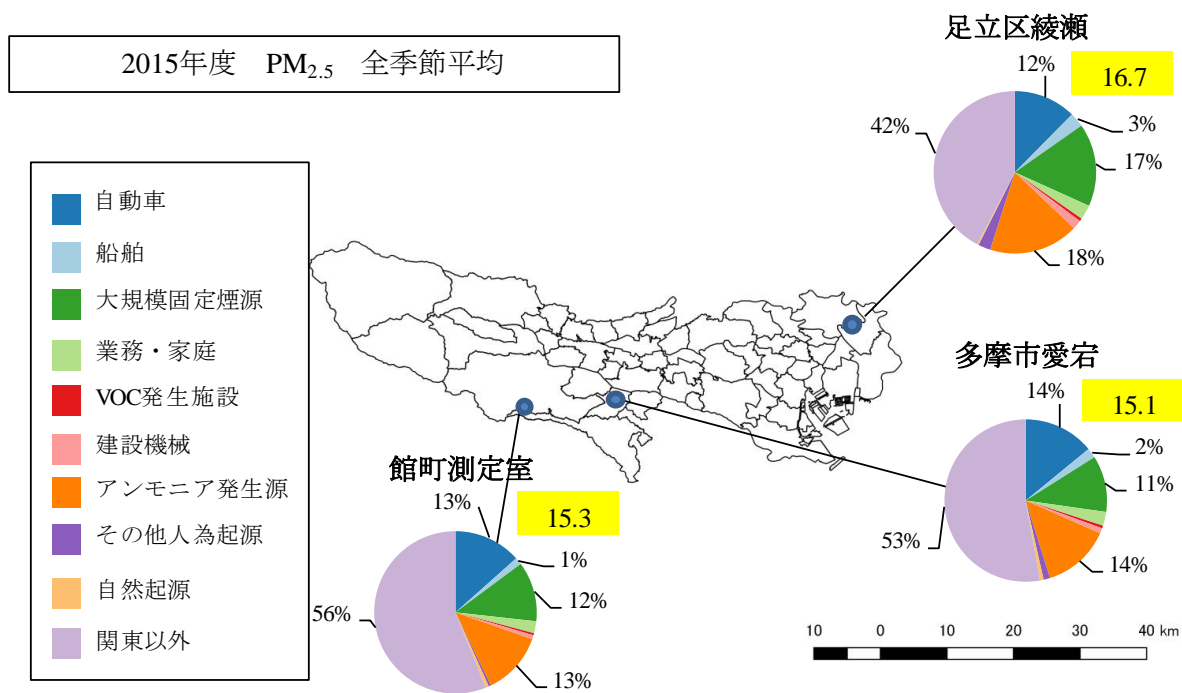 2015年度 PM2.5 全季節平均
自動車
船舶
大規模固定煙源
業務・家庭
VOC発生施設
建設機械
アンモニア発生源
その他人為起源
自然起源
関東以外
足立区綾瀬
16.7
12%
3%
17%
18%
42%
多摩市愛宕
15.1
14%
2%
11%
14%
53%
館町測定室
15.3
13%
1%
12%
13%
56%
10 0 10 20 30 40 km